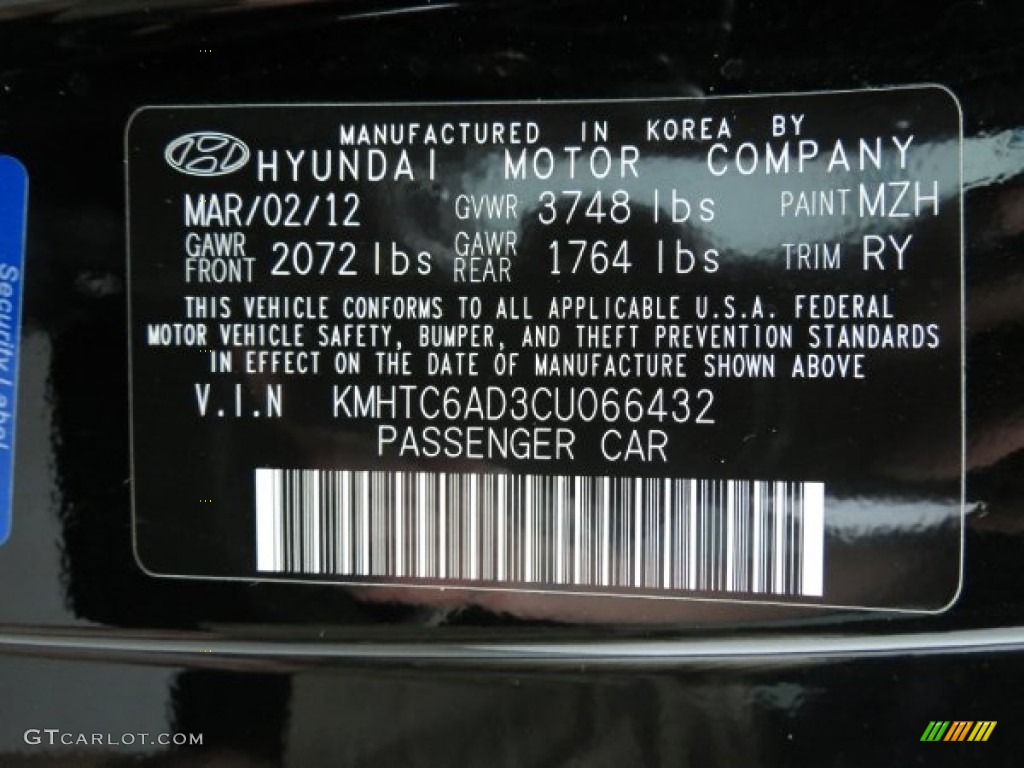 MANUFACTURED IN KOREA BY
HYUNDAI MOTOR COMPANY
MAR/02/12 GVWR 3748 lbs PAINT MZH
GAWR FRONT 2072 lbs GAWR REAR 1764 lbs TRIM RY
THIS VEHICLE CONFORMS TO ALL APPLICABLE U.S.A. FEDERAL
MOTOR VEHICLE SAFETY, BUMPER, AND THEFT PREVENTION STANDARDS
IN EFFECT ON THE DATE OF MANUFACTURE SHOWN ABOVE
V.I.N KMHTC6AD3CU066432
PASSENGER CAR
Security Label
GTCARLOT.COM